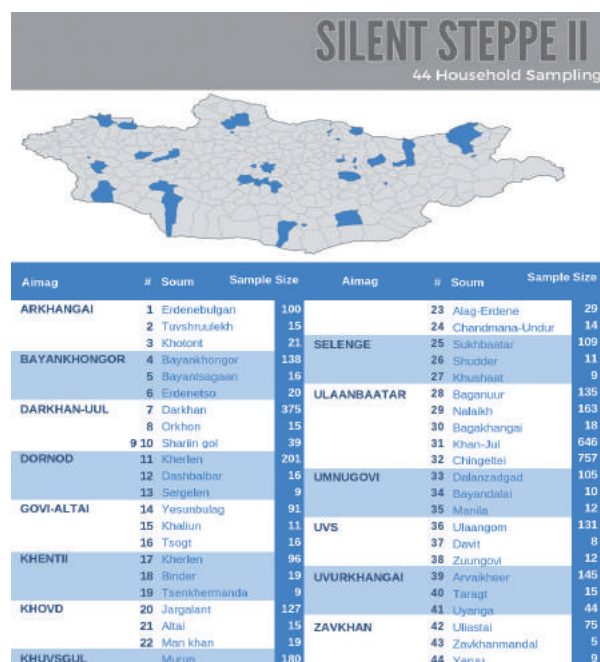 SILENT STEPPE II
44 Household Sampling
Aimag # Soum Sample Size
ARKHANGAI 1 Erdenebulgan 100
2 Tuvshruulekh 15
3 Khotont 21
BAYANKHONGOR 4 Bayankhongor 138
5 Bayantsagaan 16
6 Erdenetso 20
DARKHAN-UUL 7 Darkhan 375
8 Orkhon 15
9 10 Shariin gol 39
DORNOD 11 Kherlen 201
12 Dashbalbar 16
13 Sergelen 9
GOVI-ALTAI 14 Yesunbulag 91
15 Khaliun 11
16 Tsogt 16
KHENTII 17 Kherlen 96
18 Binder 19
19 Tsenkhermanda 9
KHOVD 20 Jargalant 127
21 Altai 15
22 Man khan 19
KHUVSGUL Murun 180
Aimag # Soum Sample Size
23 Alag-Erdene 29
24 Chandmana-Undur 14
SELENGE 25 Sukhbaatar 109
26 Shudder 11
27 Khushaat 9
ULAANBAATAR 28 Baganuur 135
29 Nalaikh 163
30 Bagakhangai 18
31 Khan-Jul 646
32 Chingeltei 757
UMNUGOVI 33 Dalanzadgad 105
34 Bayandalai 10
35 Manila 12
UVS 36 Ulaangom 131
37 Davit 8
38 Zuungovi 12
UVURKHANGAI 39 Arvaikheer 145
40 Taragt 15
41 Uyanga 44
ZAVKHAN 42 Uliastai 75
43 Zavkhanmandal 5
44 Yaruu 9